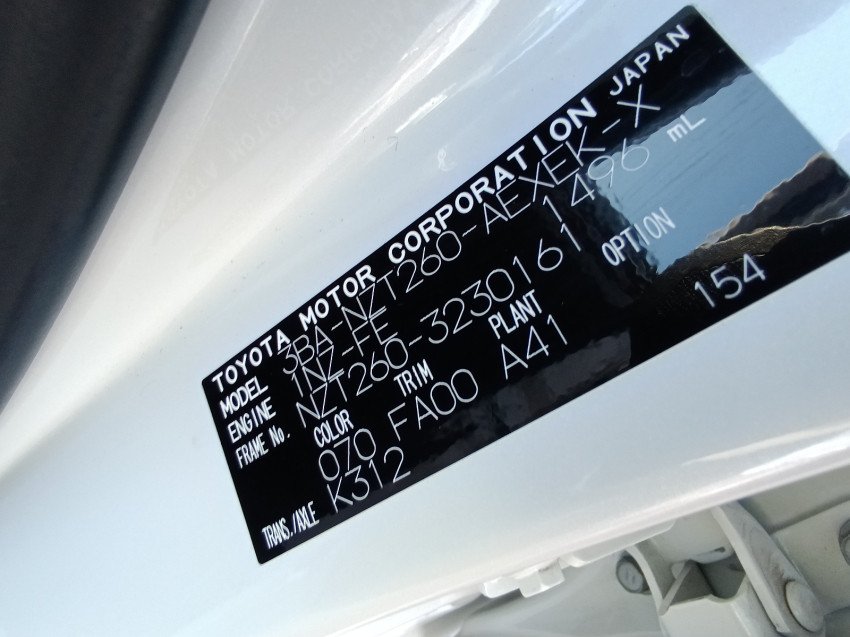 TOYOTA MOTOR CORPORATION JAPAN
MODEL 3BA-NZT260-AEXEK-X
ENGINE 1NZ-FE 1496 mL
FRAME No. NZT260-3230161
COLOR TRIM PLANT OPTION
070 FA00 A41 154
TRANS./AXLE K312